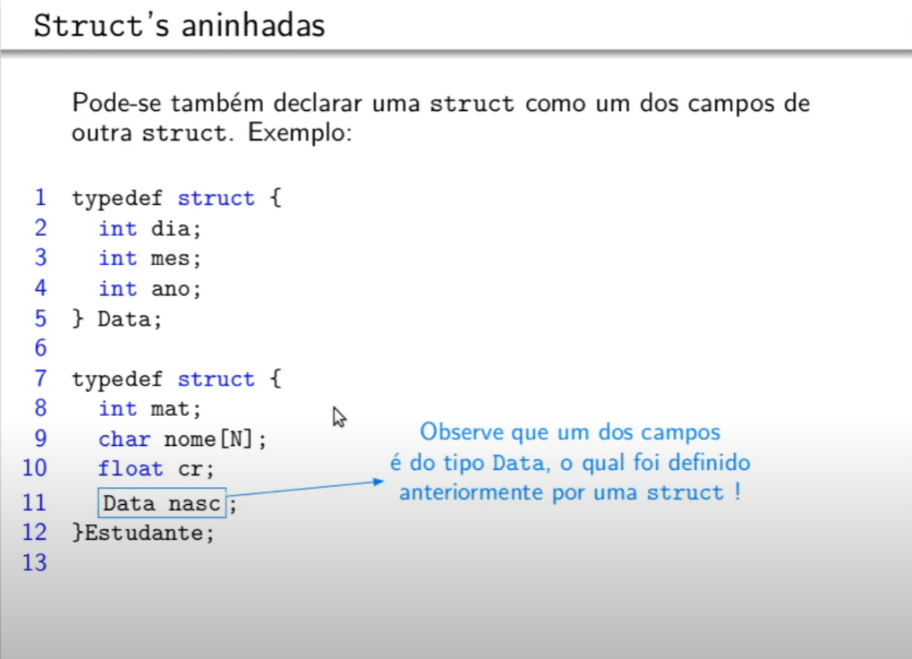 Struct's aninhadas
Pode-se também declarar uma struct como um dos campos de
outra struct. Exemplo:
1 typedef struct {
2 int dia;
3 int mes;
4 int ano;
5 } Data;
6
7 typedef struct {
8 int mat;
9 char nome[N];
10 float cr;
11 Data nasc;
12 }Estudante;
13
Observe que um dos campos
é do tipo Data, o qual foi definido
anteriormente por uma struct !